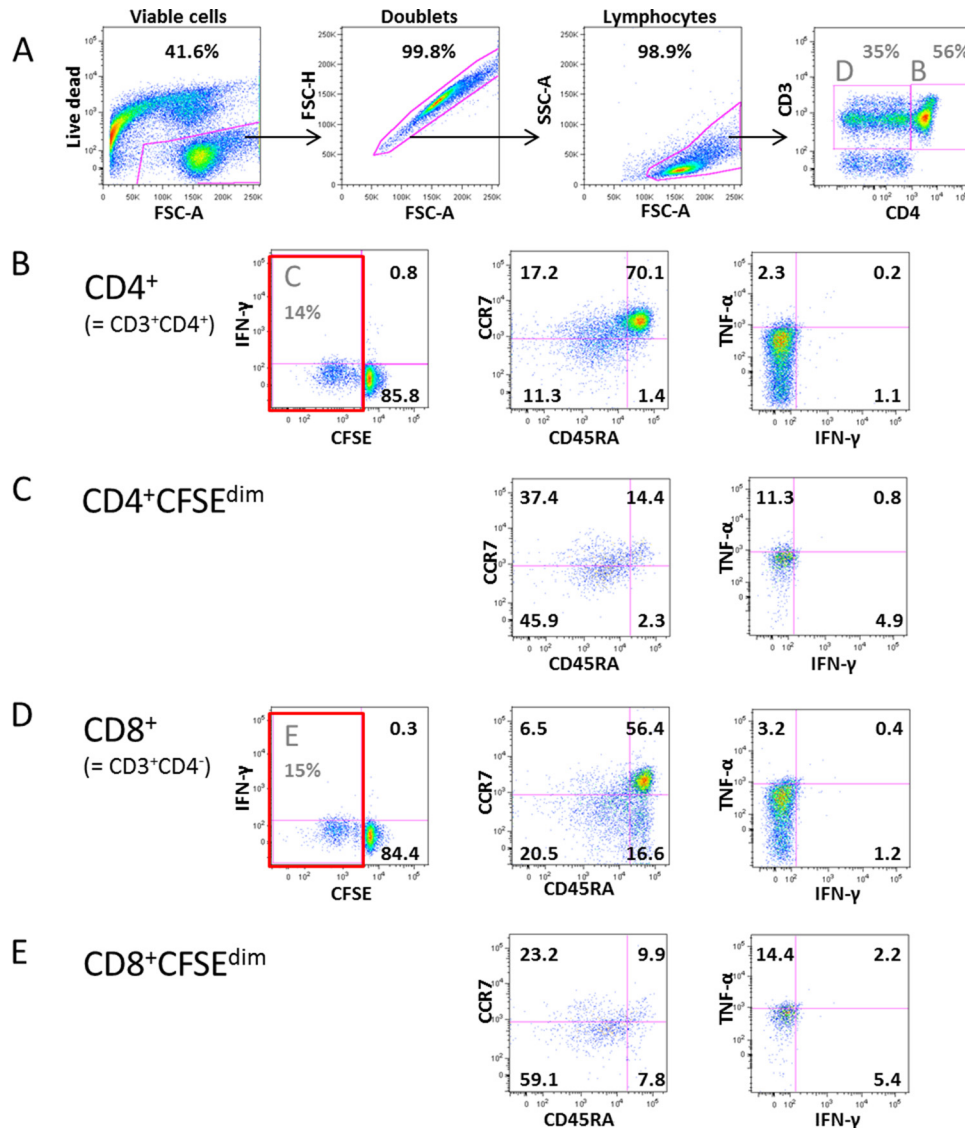 A
Viable cells
Doublets
Lymphocytes
41.6%
99.8%
98.9%
35%
56%
D
B
Live dead
FSC-A
FSC-H
FSC-A
SSC-A
FSC-A
CD3
CD4
B
CD4⁺
(= CD3⁺CD4⁺)
C
14%
0.8
85.8
IFN-γ
CFSE
17.2
70.1
11.3
1.4
CCR7
CD45RA
2.3
0.2
1.1
TNF-α
IFN-γ
C
CD4⁺CFSEᵈⁱᵐ
37.4
14.4
45.9
2.3
CCR7
CD45RA
11.3
0.8
4.9
TNF-α
IFN-γ
D
CD8⁺
(= CD3⁺CD4⁻)
E
15%
0.3
84.4
IFN-γ
CFSE
6.5
56.4
20.5
16.6
CCR7
CD45RA
3.2
0.4
1.2
TNF-α
IFN-γ
E
CD8⁺CFSEᵈⁱᵐ
23.2
9.9
59.1
7.8
CCR7
CD45RA
14.4
2.2
5.4
TNF-α
IFN-γ